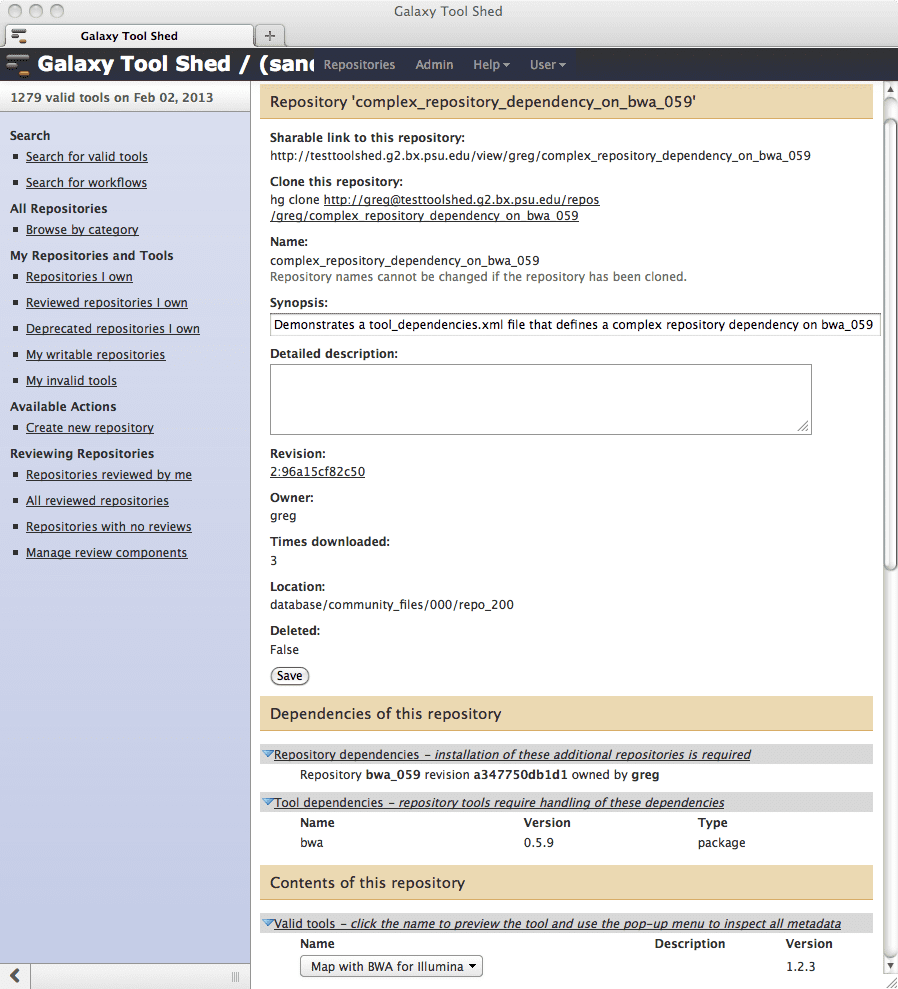 Galaxy Tool Shed
Galaxy Tool Shed
Galaxy Tool Shed / (sand
Repositories Admin Help User
1279 valid tools on Feb 02, 2013
Search
Search for valid tools
Search for workflows
All Repositories
Browse by category
My Repositories and Tools
Repositories I own
Reviewed repositories I own
Deprecated repositories I own
My writable repositories
My invalid tools
Available Actions
Create new repository
Reviewing Repositories
Repositories reviewed by me
All reviewed repositories
Repositories with no reviews
Manage review components
Repository 'complex_repository_dependency_on_bwa_059'
Sharable link to this repository:
http://testtoolshed.g2.bx.psu.edu/view/greg/complex_repository_dependency_on_bwa_059
Clone this repository:
hg clone http://greg@testtoolshed.g2.bx.psu.edu/repos
/greg/complex_repository_dependency_on_bwa_059
Name:
complex_repository_dependency_on_bwa_059
Repository names cannot be changed if the repository has been cloned.
Synopsis:
Demonstrates a tool_dependencies.xml file that defines a complex repository dependency on bwa_059
Detailed description:
Revision:
2:96a15cf82c50
Owner:
greg
Times downloaded:
3
Location:
database/community_files/000/repo_200
Deleted:
False
Save
Dependencies of this repository
Repository dependencies – installation of these additional repositories is required
Repository bwa_059 revision a347750db1d1 owned by greg
Tool dependencies – repository tools require handling of these dependencies
Name Version Type
bwa 0.5.9 package
Contents of this repository
Valid tools – click the name to preview the tool and use the pop-up menu to inspect all metadata
Name Description Version
Map with BWA for Illumina 1.2.3